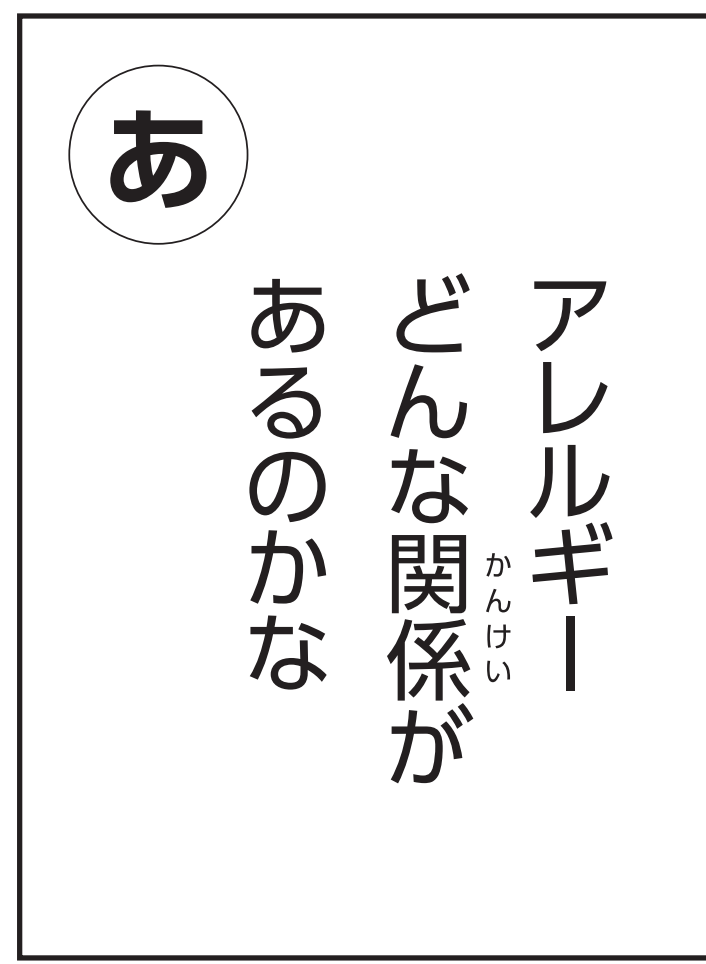 あ
アレルギー
どんな関係が
かんけい
あるのかな